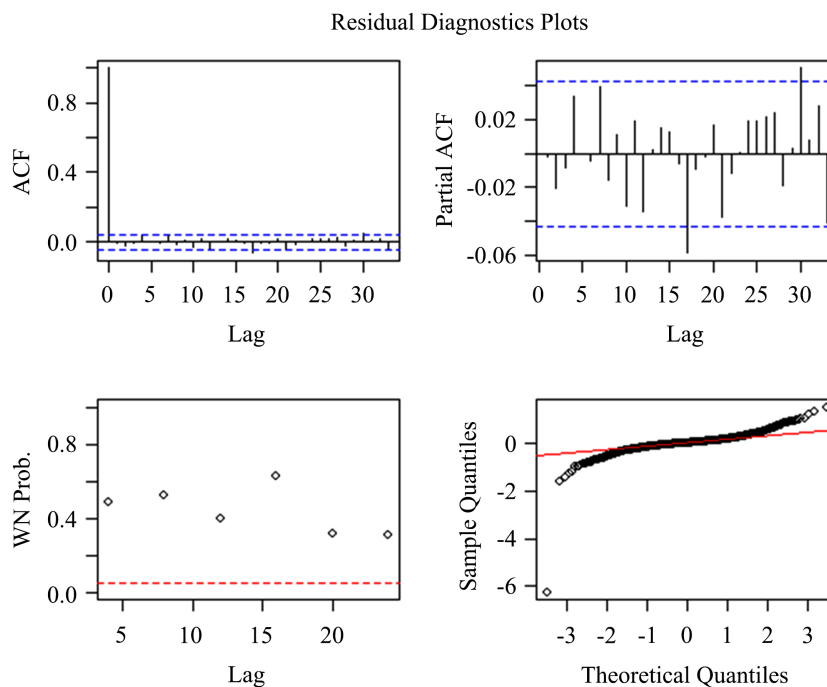 Residual Diagnostics Plots
ACF
0.8
0.4
0.0
0 5 10 15 20 25 30
Lag
Partial ACF
0.02
-0.02
-0.06
0 5 10 15 20 25 30
Lag
WN Prob.
0.8
0.4
0.0
5 10 15 20
Lag
Sample Quantiles
0
-2
-4
-6
-3 -2 -1 0 1 2 3
Theoretical Quantiles